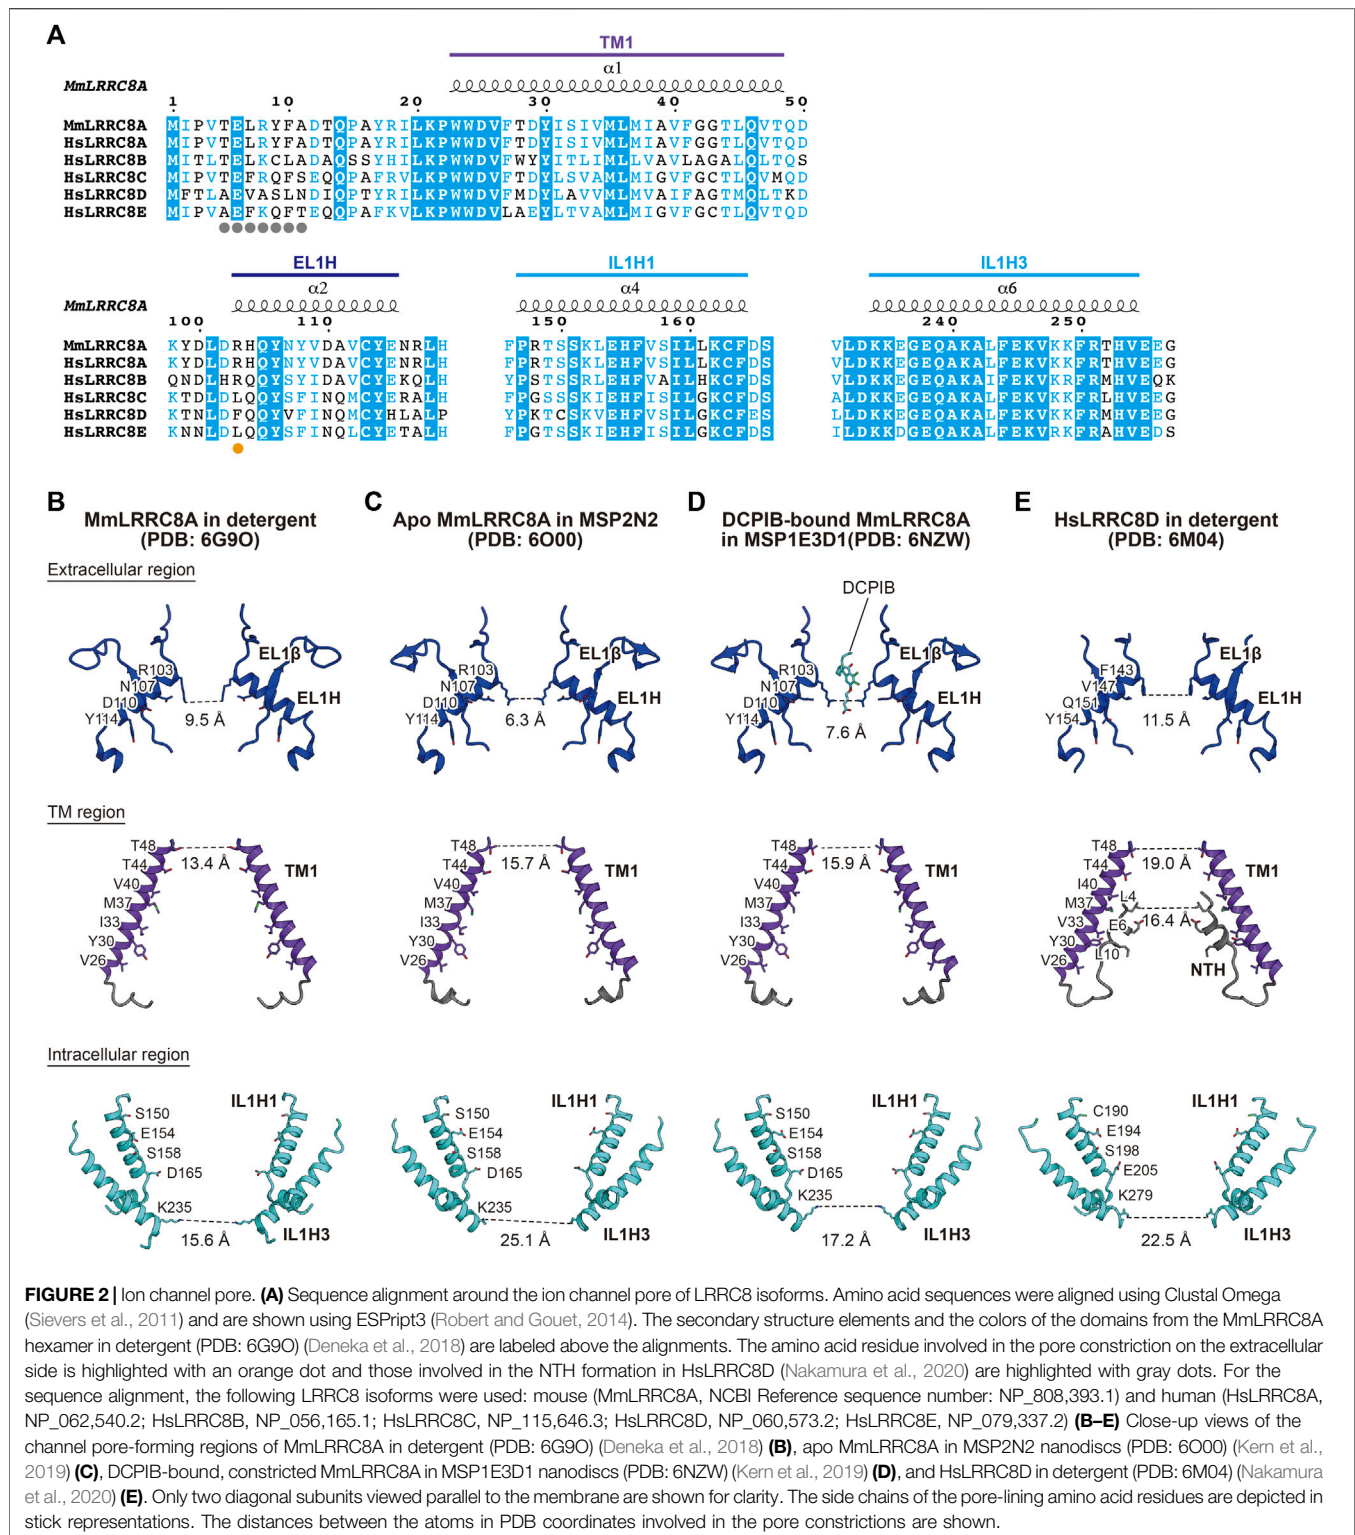 A
TM1
α1
MmLRRC8A
1 10 20 30 40 50
MmLRRC8A MIPVTELRYFADTQPAYRILKPWWDVFTDYISIVMLMIAVFGGTLQVTQD
HsLRRC8A MIPVTELRYFADTQPAYRILKPWWDVFTDYISIVMLMIAVFGGTLQVTQD
HsLRRC8B MITLTELKCLADAQSSYHILKPWWDVFWYYITLIMLLVAVLAGALQLTQS
HsLRRC8C MIPVTEFRQFSEQQPAFRVLKPWWDVFTDYLSVAMLMIGVFGCTLQVMQD
HsLRRC8D MFTLAEVASLNDIQPTYRILKPWWDVFMDYLAVVMLMVAIFAGTMQLTKD
HsLRRC8E MIPVAEFKQFTEQQPAFKVLKPWWDVLAEYLTVAMLMIGVFGCTLQVTQD
EL1H IL1H1 IL1H3
α2 α4 α6
MmLRRC8A
100 110 150 160 240 250
MmLRRC8A KYDLDRHQYNYVDAVCYENRLH FPRTSSKLEHFVSILLKCFDS VLDKKEGEQAKALFEKVKKFRTHVEEG
HsLRRC8A KYDLDRHQYNYVDAVCYENRLH FPRTSSKLEHFVSILLKCFDS VLDKKEGEQAKALFEKVKKFRTHVEEG
HsLRRC8B QNDLHRQQYSYIDAVCYEKQLH YPSTSSRLEHFVAILHKCFDS VLDKKEGEQAKAIFEKVKRFRMHVEQK
HsLRRC8C KTDLDLQQYSFINQMCYERALH FPGSSSKIEHFISILGKCFDS ALDKKEGEQAKALFEKVKKFRLHVEEG
HsLRRC8D KTNLDFQQYVFINQMCYHLALP YPKTCSKVEHFVSILGKCFES VLDKKDGEQAKALFEKVRKFRMHVEEG
HsLRRC8E KNNLDLQQYSFINQLCYETALH FPGTSSKIEHFISILGKCFDS ILDKKDGEQAKALFEKVRKFRAHVEDS
B C D E
MmLRRC8A in detergent Apo MmLRRC8A in MSP2N2 DCPIB-bound MmLRRC8A HsLRRC8D in detergent
(PDB: 6G9O) (PDB: 6O00) in MSP1E3D1(PDB: 6NZW) (PDB: 6M04)
Extracellular region
DCPIB
EL1β EL1β EL1β EL1β
R103 R103 R103 F143
N107 N107 N107 V147
EL1H EL1H EL1H EL1H
D110 D110 D110 Q151
Y114 9.5 Å Y114 6.3 Å Y114 7.6 Å Y154 11.5 Å
TM region
T48 T48 T48 T48
13.4 Å 15.7 Å 15.9 Å 19.0 Å
T44 TM1 T44 TM1 T44 TM1 T44 TM1
V40 V40 V40 I40
M37 M37 M37 M37 L4
I33 I33 I33 V33 E6 16.4 Å
Y30 Y30 Y30 Y30
V26 V26 V26 V26 L10 NTH
Intracellular region
IL1H1 IL1H1 IL1H1 IL1H1
S150 S150 S150 C190
E154 E154 E154 E194
S158 S158 S158 S198
D165 D165 D165 E205
K235 K235 K235 K279
IL1H3 IL1H3 IL1H3 IL1H3
15.6 Å 25.1 Å 17.2 Å 22.5 Å
FIGURE 2 | Ion channel pore. (A) Sequence alignment around the ion channel pore of LRRC8 isoforms. Amino acid sequences were aligned using Clustal Omega
(Sievers et al., 2011) and are shown using ESPript3 (Robert and Gouet, 2014). The secondary structure elements and the colors of the domains from the MmLRRC8A
hexamer in detergent (PDB: 6G9O) (Deneka et al., 2018) are labeled above the alignments. The amino acid residue involved in the pore constriction on the extracellular
side is highlighted with an orange dot and those involved in the NTH formation in HsLRRC8D (Nakamura et al., 2020) are highlighted with gray dots. For the
sequence alignment, the following LRRC8 isoforms were used: mouse (MmLRRC8A, NCBI Reference sequence number: NP_808,393.1) and human (HsLRRC8A,
NP_062,540.2; HsLRRC8B, NP_056,165.1; HsLRRC8C, NP_115,646.3; HsLRRC8D, NP_060,573.2; HsLRRC8E, NP_079,337.2) (B–E) Close-up views of the
channel pore-forming regions of MmLRRC8A in detergent (PDB: 6G9O) (Deneka et al., 2018) (B), apo MmLRRC8A in MSP2N2 nanodiscs (PDB: 6O00) (Kern et al.,
2019) (C), DCPIB-bound, constricted MmLRRC8A in MSP1E3D1 nanodiscs (PDB: 6NZW) (Kern et al., 2019) (D), and HsLRRC8D in detergent (PDB: 6M04) (Nakamura
et al., 2020) (E). Only two diagonal subunits viewed parallel to the membrane are shown for clarity. The side chains of the pore-lining amino acid residues are depicted in
stick representations. The distances between the atoms in PDB coordinates involved in the pore constrictions are shown.